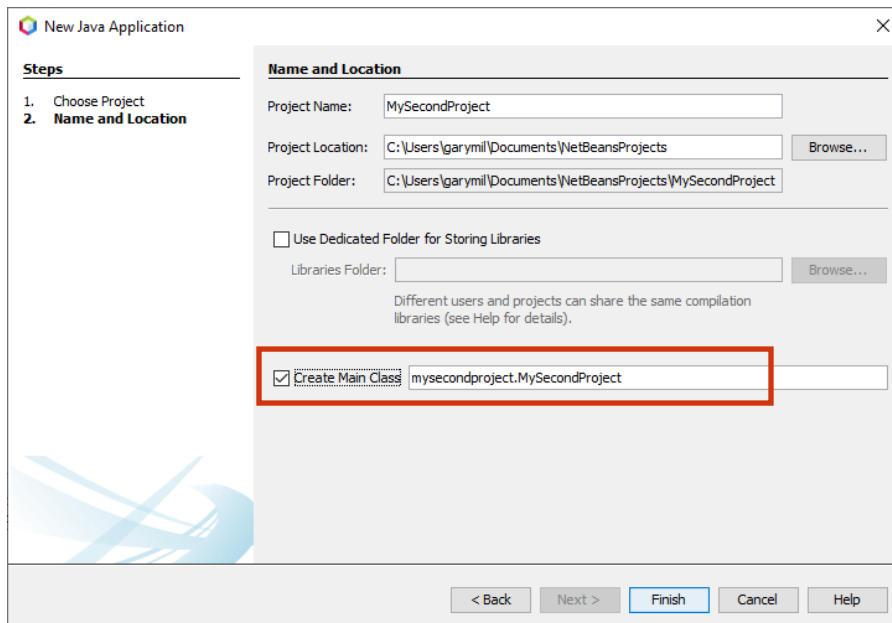 New Java Application
Steps
1. Choose Project
2. Name and Location
Name and Location
Project Name: MySecondProject
Project Location: C:\Users\garymil\Documents\NetBeansProjects Browse...
Project Folder: C:\Users\garymil\Documents\NetBeansProjects\MySecondProject
Use Dedicated Folder for Storing Libraries
Libraries Folder: Browse...
Different users and projects can share the same compilation
libraries (see Help for details).
Create Main Class mysecondproject.MySecondProject
< Back Next > Finish Cancel Help